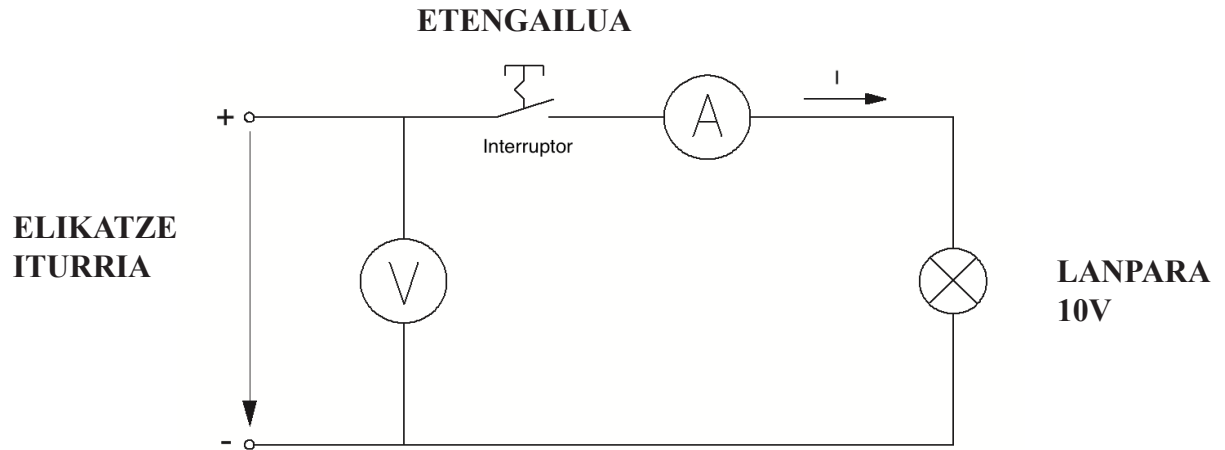 ETENGAILUA
I
+
A
Interruptor
ELIKATZE
ITURRIA
V
LANPARA
10V
-